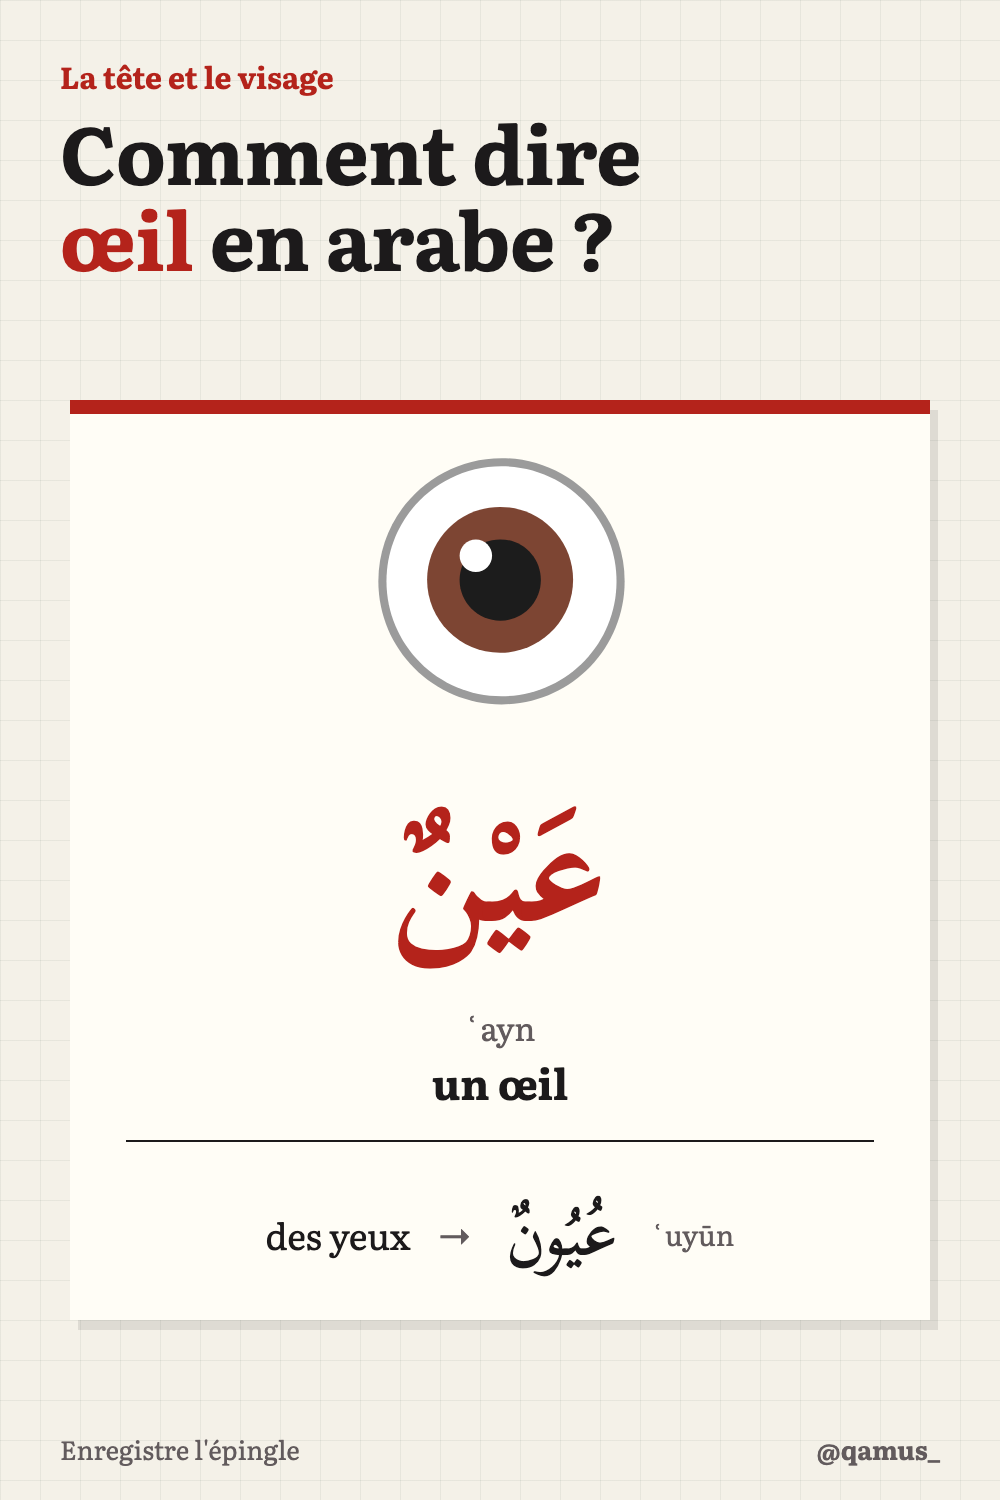 La tête et le visage
Comment dire
œil en arabe ?
عَيْنٌ
ʿayn
un œil
des yeux → عُيُونٌ ʿuyūn
Enregistre l'épingle
@qamus_